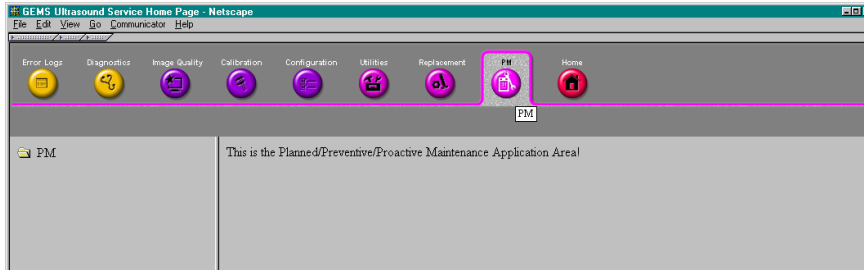 GEMS Ultrasound Service Home Page - Netscape
File Edit View Go Communicator Help
Error Logs Diagnostics Image Quality Calibration Configuration Utilities Replacement PM Home
PM
PM
This is the Planned/Preventive/Proactive Maintenance Application Area!